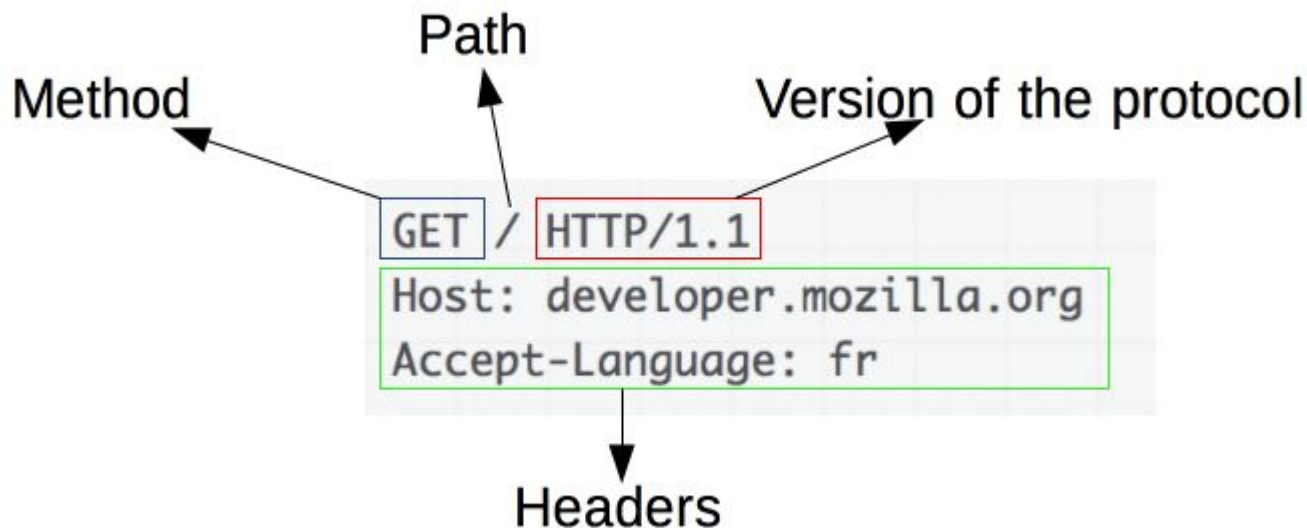 Path
Method
Version of the protocol
GET / HTTP/1.1
Host: developer.mozilla.org
Accept-Language: fr
Headers